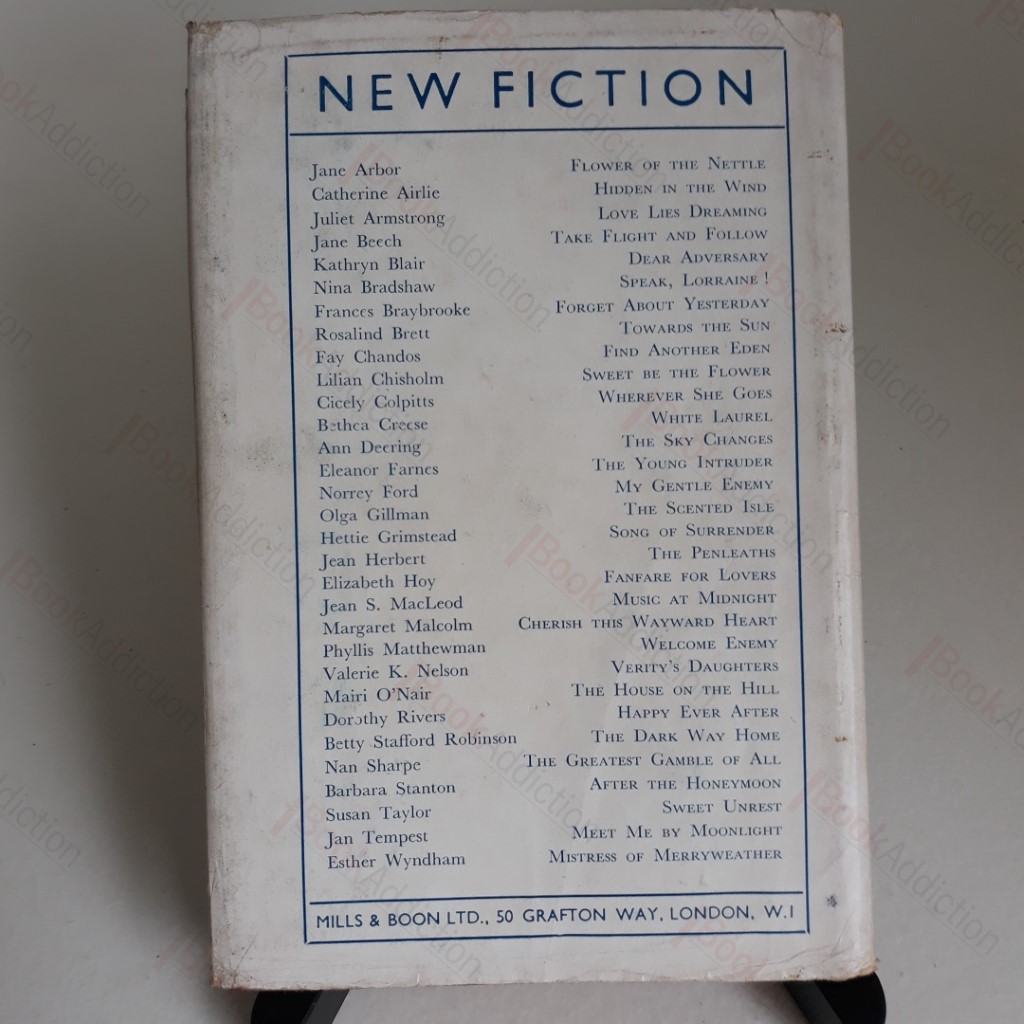 NEW FICTION
Jane Arbor FLOWER OF THE NETTLE
Catherine Airlie HIDDEN IN THE WIND
Juliet Armstrong LOVE LIES DREAMING
Jane Beech TAKE FLIGHT AND FOLLOW
Kathryn Blair DEAR ADVERSARY
Nina Bradshaw SPEAK, LORRAINE !
Frances Braybrooke FORGET ABOUT YESTERDAY
Rosalind Brett TOWARDS THE SUN
Fay Chandos FIND ANOTHER EDEN
Lilian Chisholm SWEET BE THE FLOWER
Cicely Colpitts WHEREVER SHE GOES
Bethea Creese WHITE LAUREL
Ann Deering THE SKY CHANGES
Eleanor Farnes THE YOUNG INTRUDER
Norrey Ford MY GENTLE ENEMY
Olga Gillman THE SCENTED ISLE
Hettie Grimstead SONG OF SURRENDER
Jean Herbert THE PENLEATHS
Elizabeth Hoy FANFARE FOR LOVERS
Jean S. MacLeod MUSIC AT MIDNIGHT
Margaret Malcolm CHERISH THIS WAYWARD HEART
Phyllis Matthewman WELCOME ENEMY
Valerie K. Nelson VERITY'S DAUGHTERS
Mairi O'Nair THE HOUSE ON THE HILL
Dorothy Rivers HAPPY EVER AFTER
Betty Stafford Robinson THE DARK WAY HOME
Nan Sharpe THE GREATEST GAMBLE OF ALL
Barbara Stanton AFTER THE HONEYMOON
Susan Taylor SWEET UNREST
Jan Tempest MEET ME BY MOONLIGHT
Esther Wyndham MISTRESS OF MERRYWEATHER
MILLS & BOON LTD., 50 GRAFTON WAY, LONDON, W.1
BookAddiction